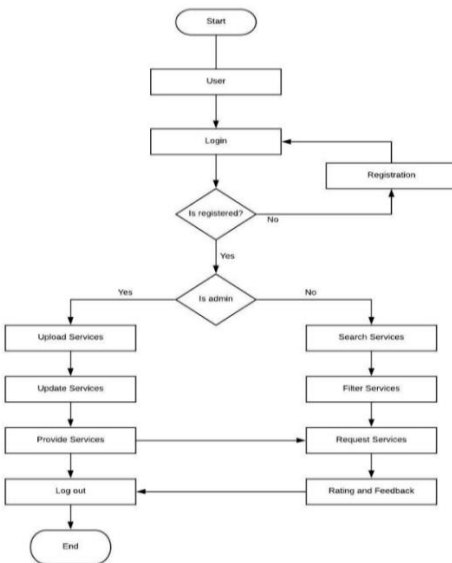 Start
User
Login
Registration
Is registered?
No
Yes
Yes
Is admin
No
Upload Services
Search Services
Update Services
Filter Services
Provide Services
Request Services
Log out
Rating and Feedback
End